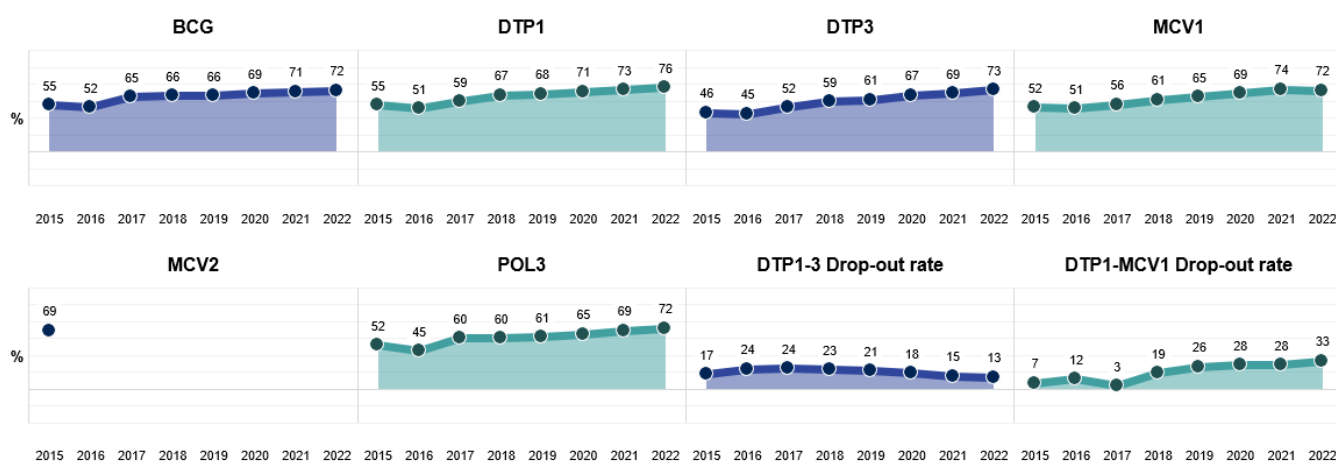 BCG DTP1 DTP3 MCV1
55 52 65 66 66 69 71 72 55 51 59 67 68 71 73 76 46 45 52 59 61 67 69 73 52 51 56 61 65 69 74 72
%
2015 2016 2017 2018 2019 2020 2021 2022 2015 2016 2017 2018 2019 2020 2021 2022 2015 2016 2017 2018 2019 2020 2021 2022 2015 2016 2017 2018 2019 2020 2021 2022
MCV2 POL3 DTP1-3 Drop-out rate DTP1-MCV1 Drop-out rate
69 52 45 60 60 61 65 69 72 17 24 24 23 21 18 15 13 7 12 3 19 26 28 28 33
%
2015 2016 2017 2018 2019 2020 2021 2022 2015 2016 2017 2018 2019 2020 2021 2022 2015 2016 2017 2018 2019 2020 2021 2022 2015 2016 2017 2018 2019 2020 2021 2022